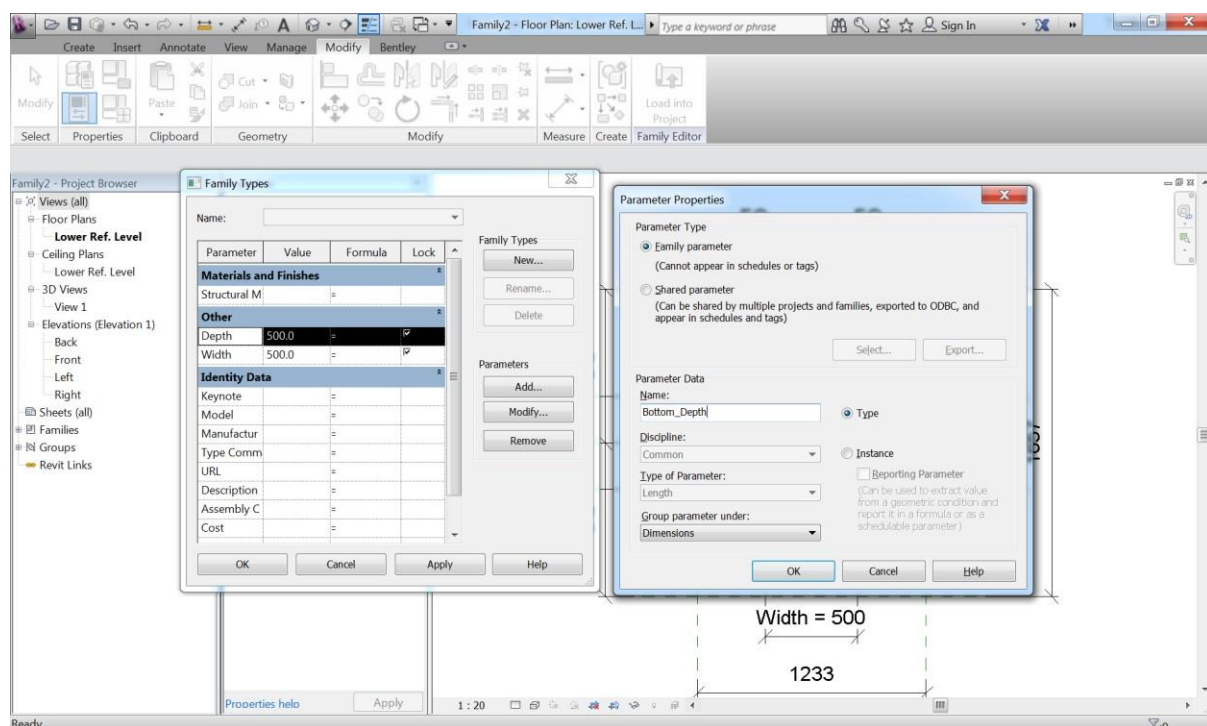 Family2 - Floor Plan: Lower Ref. L...
Type a keyword or phrase
Sign In
Create Insert Annotate View Manage Modify Bentley
Modify
Paste
Cut
Join
Load into
Project
Select Properties Clipboard Geometry Modify Measure Create Family Editor
Family2 - Project Browser
Views (all)
Floor Plans
Lower Ref. Level
Ceiling Plans
Lower Ref. Level
3D Views
View 1
Elevations (Elevation 1)
Back
Front
Left
Right
Sheets (all)
Families
Groups
Revit Links
Family Types
Name:
Parameter Value Formula Lock
Materials and Finishes
Structural M =
Other
Depth 500.0 =
Width 500.0 =
Identity Data
Keynote =
Model =
Manufactur =
Type Comm =
URL =
Description =
Assembly C =
Cost =
Family Types
New...
Rename...
Delete
Parameters
Add...
Modify...
Remove
OK Cancel Apply Help
Parameter Properties
Parameter Type
Family parameter
(Cannot appear in schedules or tags)
Shared parameter
(Can be shared by multiple projects and families, exported to ODBC, and
appear in schedules and tags)
Select... Export...
Parameter Data
Name:
Bottom_Depth
Type
Discipline:
Common
Instance
Type of Parameter:
Length
Reporting Parameter
(Can be used to extract value
from a geometric condition and
report it in a formula or as a
schedulable parameter)
Group parameter under:
Dimensions
OK Cancel Help
Width = 500
1233
Properties help Apply
1 : 20
Ready